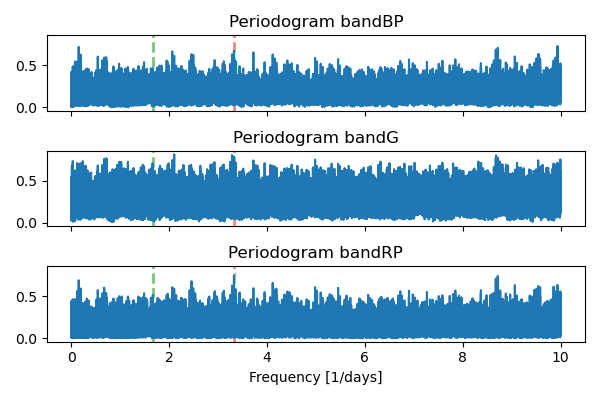 Periodogram bandBP
0.5
0.0
Periodogram bandG
0.5
0.0
Periodogram bandRP
0.5
0.0
0 2 4 6 8 10
Frequency [1/days]